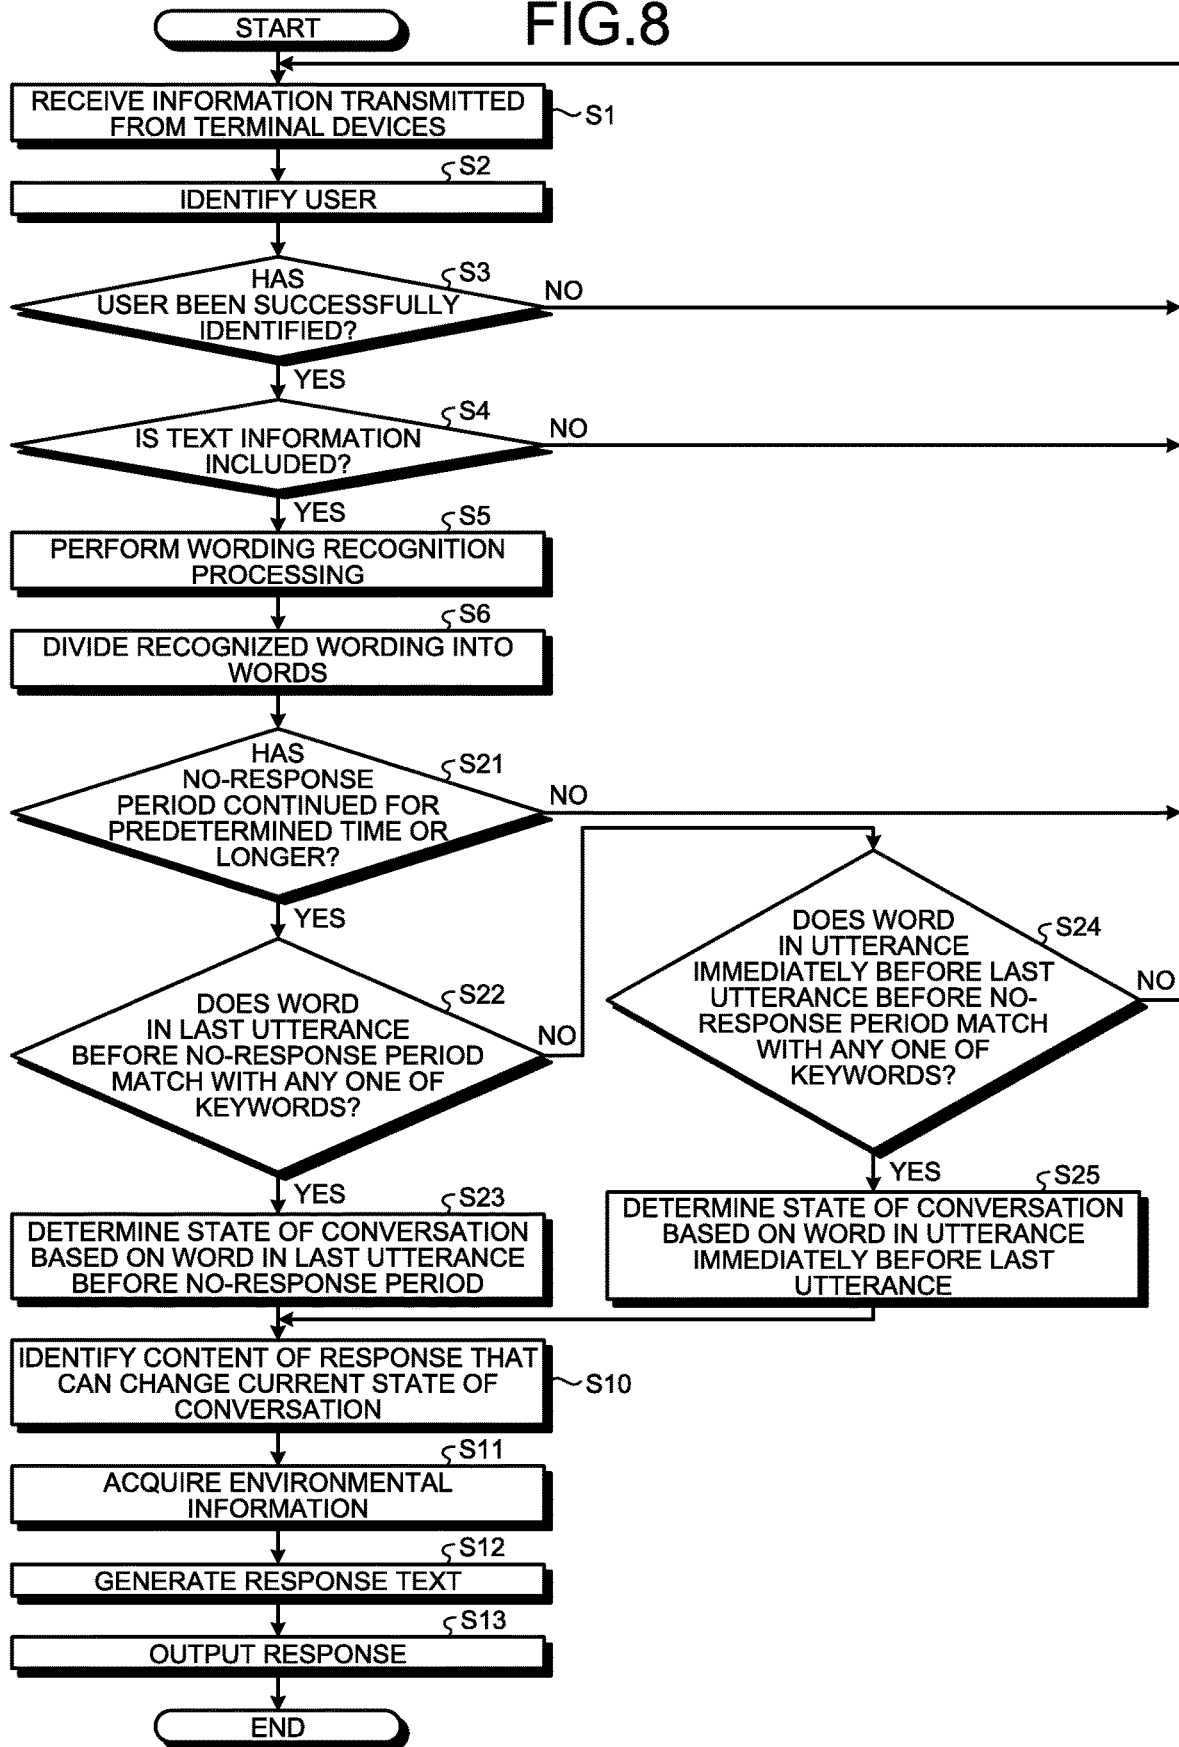 FIG.8
START
RECEIVE INFORMATION TRANSMITTED
FROM TERMINAL DEVICES
S1
S2
IDENTIFY USER
S3
HAS
USER BEEN SUCCESSFULLY
IDENTIFIED?
NO
YES
S4
IS TEXT INFORMATION
INCLUDED?
NO
YES
S5
PERFORM WORDING RECOGNITION
PROCESSING
S6
DIVIDE RECOGNIZED WORDING INTO
WORDS
S21
HAS
NO-RESPONSE
PERIOD CONTINUED FOR
PREDETERMINED TIME OR
LONGER?
NO
YES
S22
DOES WORD
IN LAST UTTERANCE
BEFORE NO-RESPONSE PERIOD
MATCH WITH ANY ONE OF
KEYWORDS?
NO
YES
S24
DOES WORD
IN UTTERANCE
IMMEDIATELY BEFORE LAST
UTTERANCE BEFORE NO-
RESPONSE PERIOD MATCH
WITH ANY ONE OF
KEYWORDS?
NO
YES
S23
DETERMINE STATE OF CONVERSATION
BASED ON WORD IN LAST UTTERANCE
BEFORE NO-RESPONSE PERIOD
S25
DETERMINE STATE OF CONVERSATION
BASED ON WORD IN UTTERANCE
IMMEDIATELY BEFORE LAST
UTTERANCE
IDENTIFY CONTENT OF RESPONSE THAT
CAN CHANGE CURRENT STATE OF
CONVERSATION
S10
S11
ACQUIRE ENVIRONMENTAL
INFORMATION
S12
GENERATE RESPONSE TEXT
S13
OUTPUT RESPONSE
END